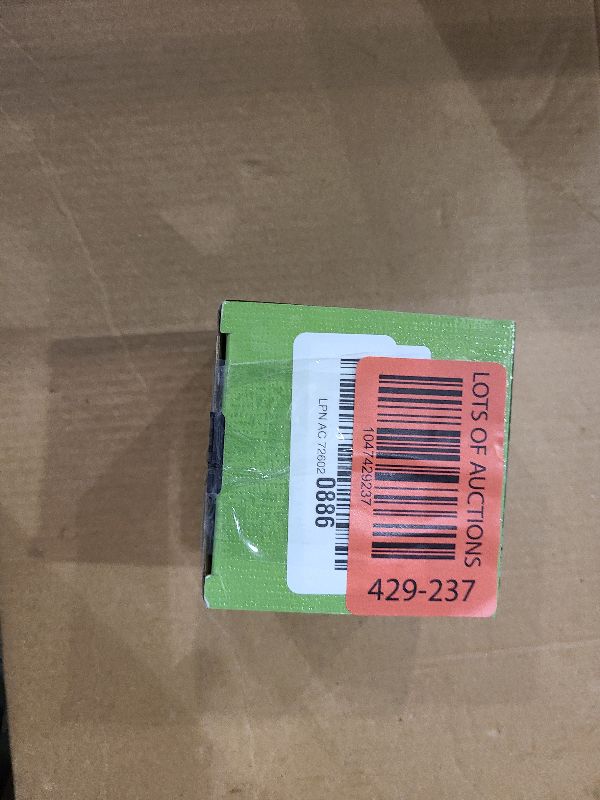 LOTS OF AUCTIONS
1047429237
429-237
LPN AC 72602 0886